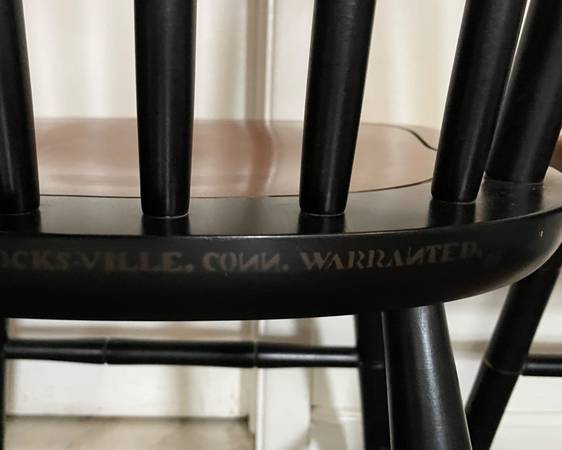 OCKS-VILLE. CONN. WARRANTED.